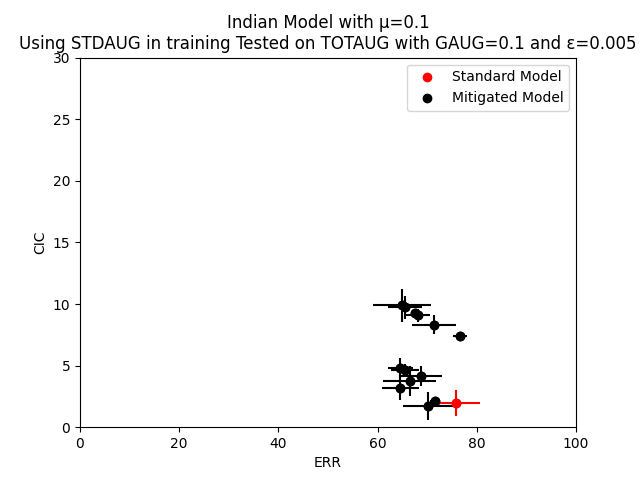 Indian Model with μ=0.1
Using STDAUG in training Tested on TOTAUG with GAUG=0.1 and ε=0.005
Standard Model
Mitigated Model
30
25
20
15
10
5
0
CIC
0 20 40 60 80 100
ERR